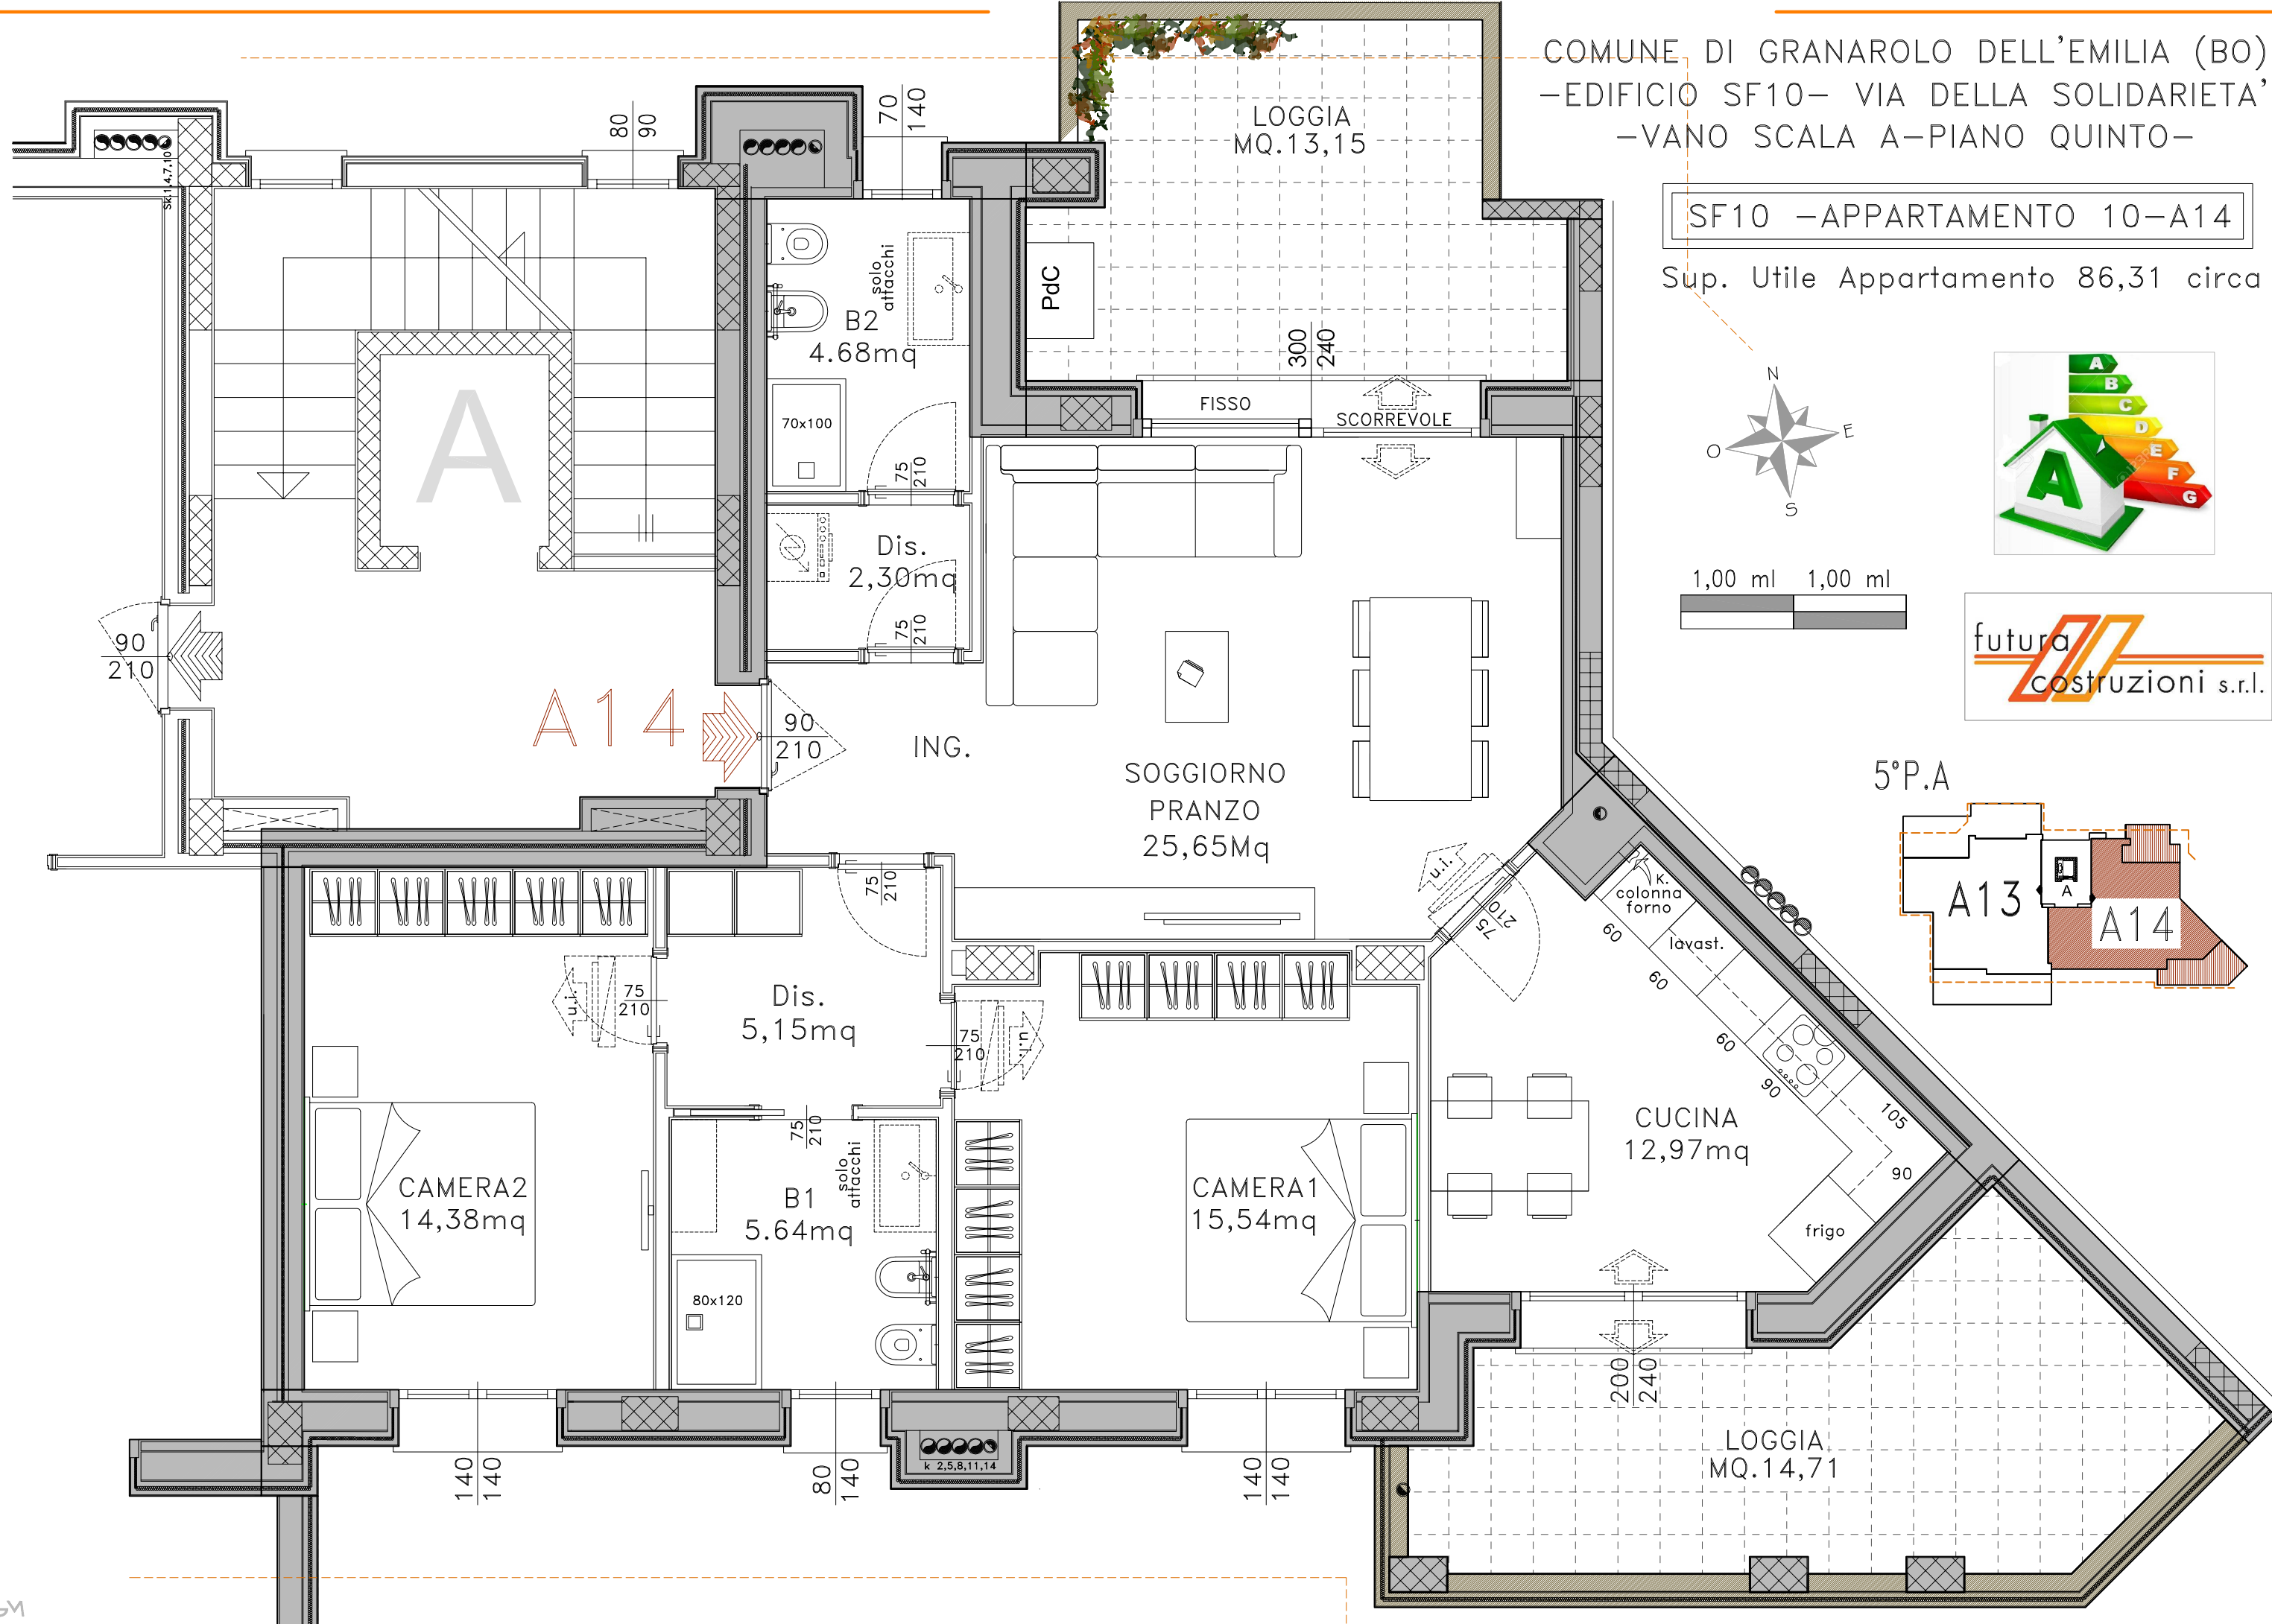 COMUNE DI GRANAROLO DELL'EMILIA (BO)
-EDIFICIO SF10- VIA DELLA SOLIDARIETA'
-VANO SCALA A-PIANO QUINTO-
SF10 -APPARTAMENTO 10-A14
Sup. Utile Appartamento 86,31 circa
N
E
S
O
A
B
C
D
E
F
G
A
1,00 ml 1,00 ml
futura
costruzioni s.r.l.
5°P.A
A13
A
A14
80
90
70
140
LOGGIA
MQ.13,15
PdC
300
240
FISSO
SCORREVOLE
solo
attacchi
B2
4.68mq
70x100
75
210
Dis.
2,30mq
75
210
A
90
210
A14
90
210
ING.
SOGGIORNO
PRANZO
25,65Mq
75
210
u.i.
75
210
K.
colonna
forno
60
lavast.
60
60
90
105
90
frigo
CUCINA
12,97mq
Dis.
5,15mq
75
210
u.i.
75
210
u.i.
75
210
solo
attacchi
CAMERA2
14,38mq
B1
5.64mq
80x120
CAMERA1
15,54mq
200
240
LOGGIA
MQ.14,71
140
140
80
140
k 2,5,8,11,14
140
140